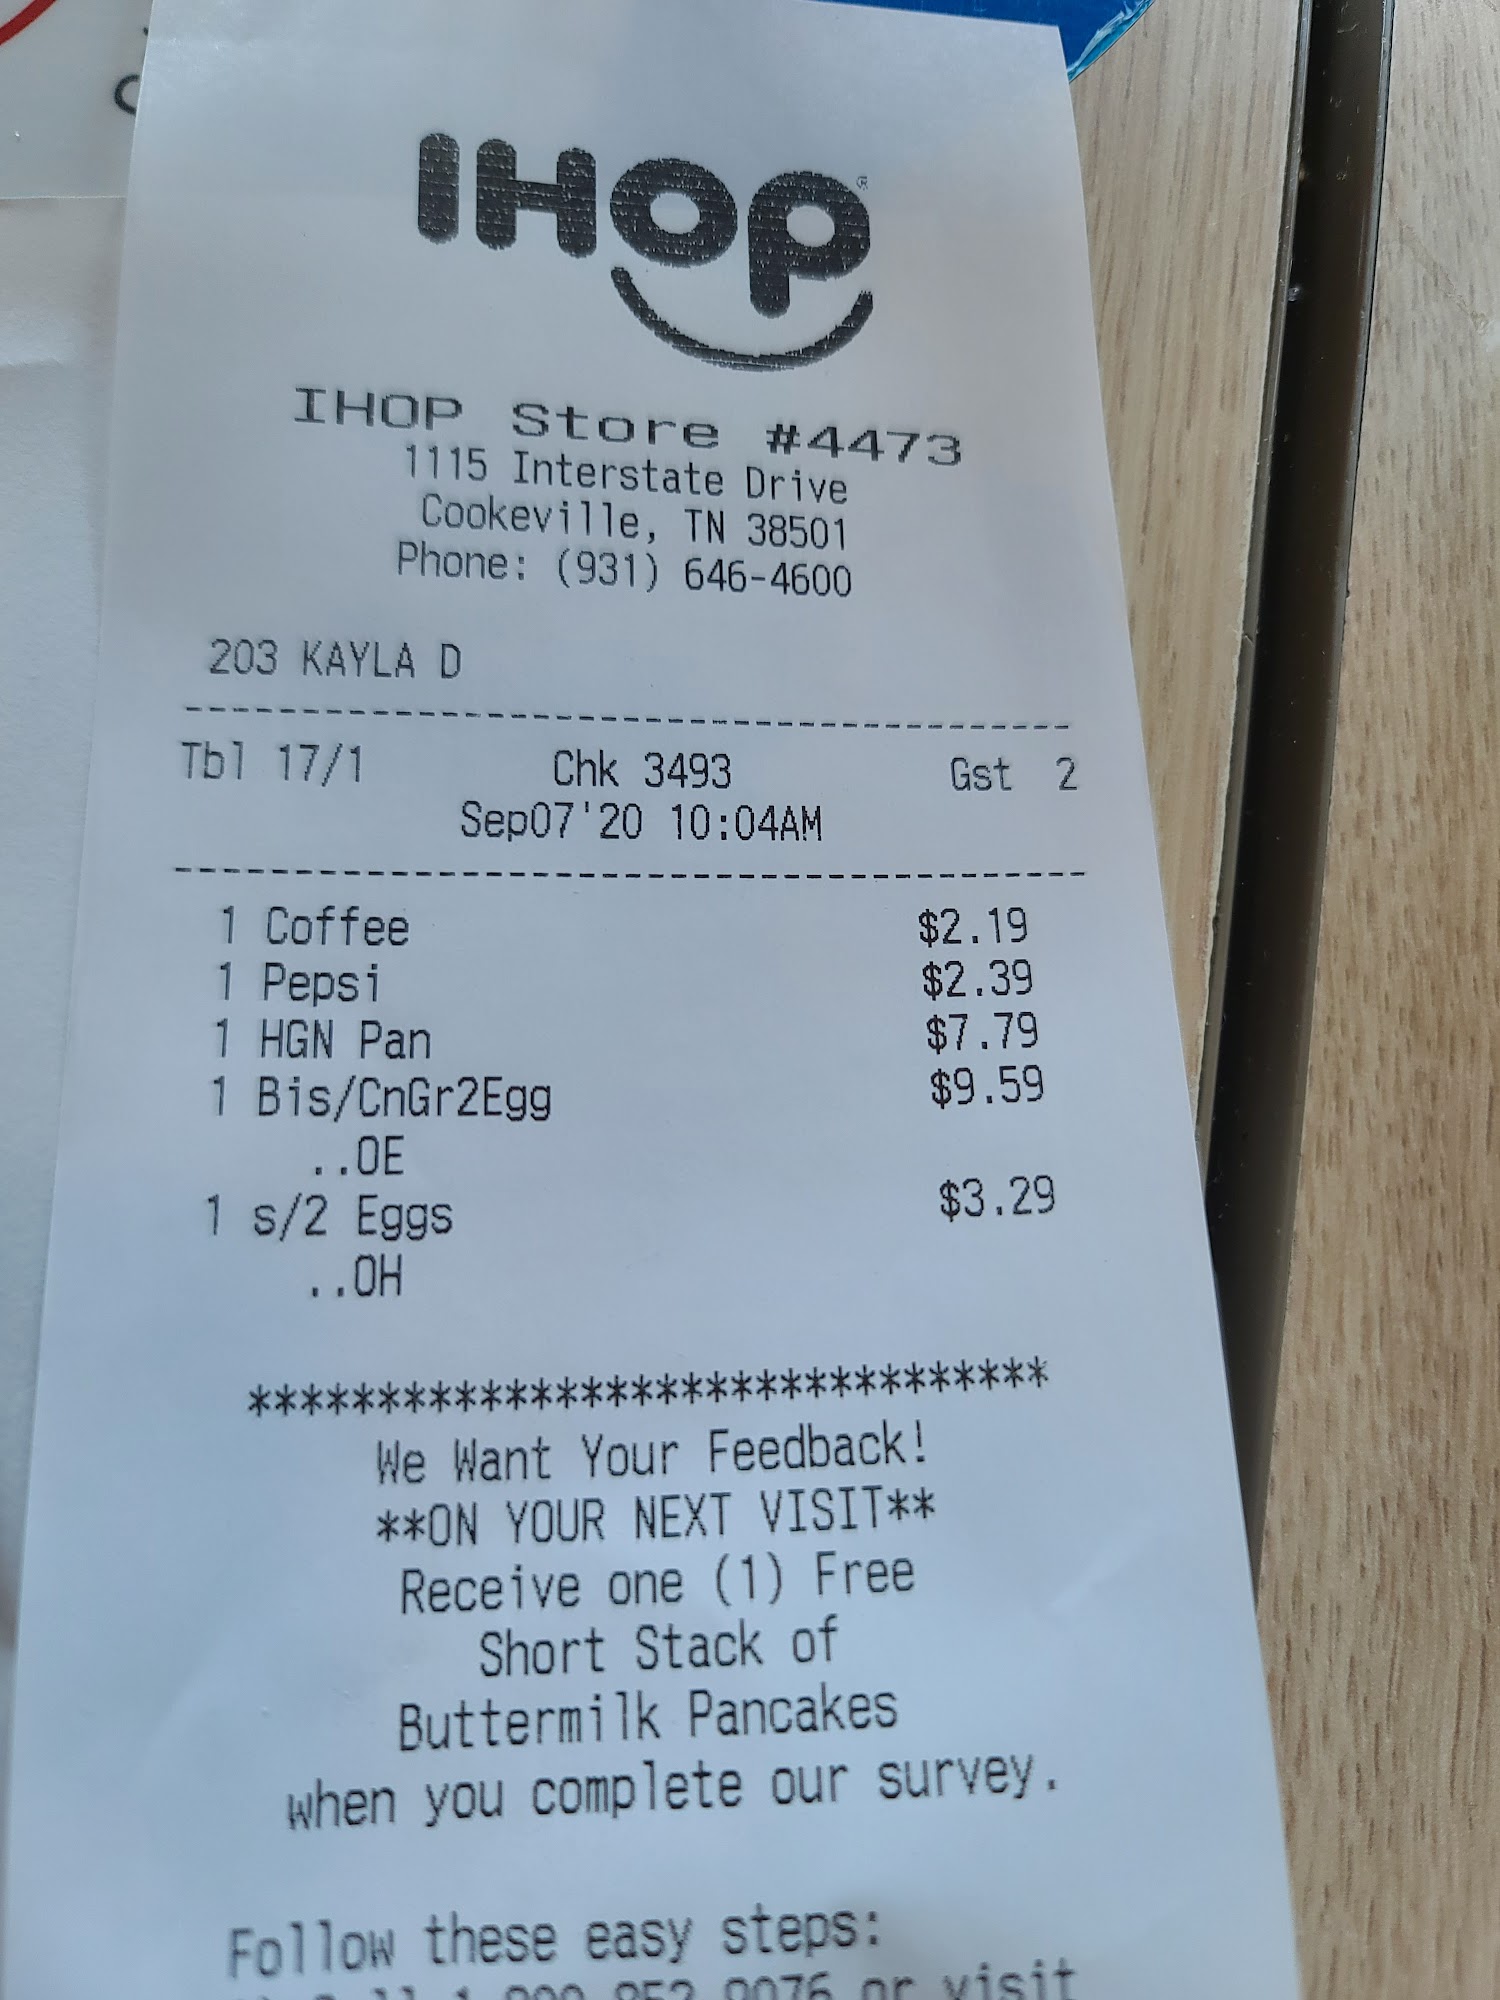 IHOP®
IHOP Store #4473
1115 Interstate Drive
Cookeville, TN 38501
Phone: (931) 646-4600
203 KAYLA D
----------------------------------------
Tbl 17/1 Chk 3493 Gst 2
Sep07'20 10:04AM
----------------------------------------
1 Coffee $2.19
1 Pepsi $2.39
1 HGN Pan $7.79
1 Bis/CnGr2Egg $9.59
..OE
1 s/2 Eggs $3.29
..OH
********************************
We Want Your Feedback!
**ON YOUR NEXT VISIT**
Receive one (1) Free
Short Stack of
Buttermilk Pancakes
when you complete our survey.
Follow these easy steps:
or visit